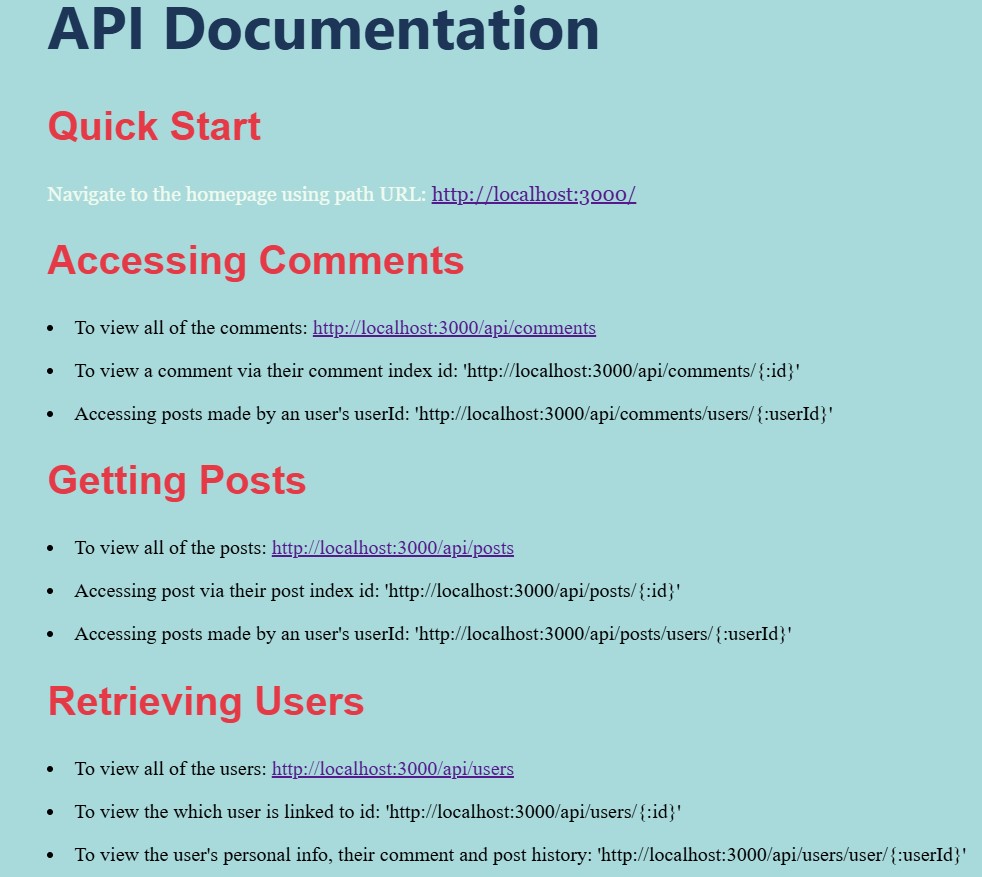 API Documentation
Quick Start
Navigate to the homepage using path URL: http://localhost:3000/
Accessing Comments
• To view all of the comments: http://localhost:3000/api/comments
• To view a comment via their comment index id: 'http://localhost:3000/api/comments/{:id}'
• Accessing posts made by an user's userId: 'http://localhost:3000/api/comments/users/{:userId}'
Getting Posts
• To view all of the posts: http://localhost:3000/api/posts
• Accessing post via their post index id: 'http://localhost:3000/api/posts/{:id}'
• Accessing posts made by an user's userId: 'http://localhost:3000/api/posts/users/{:userId}'
Retrieving Users
• To view all of the users: http://localhost:3000/api/users
• To view the which user is linked to id: 'http://localhost:3000/api/users/{:id}'
• To view the user's personal info, their comment and post history: 'http://localhost:3000/api/users/user/{:userId}'